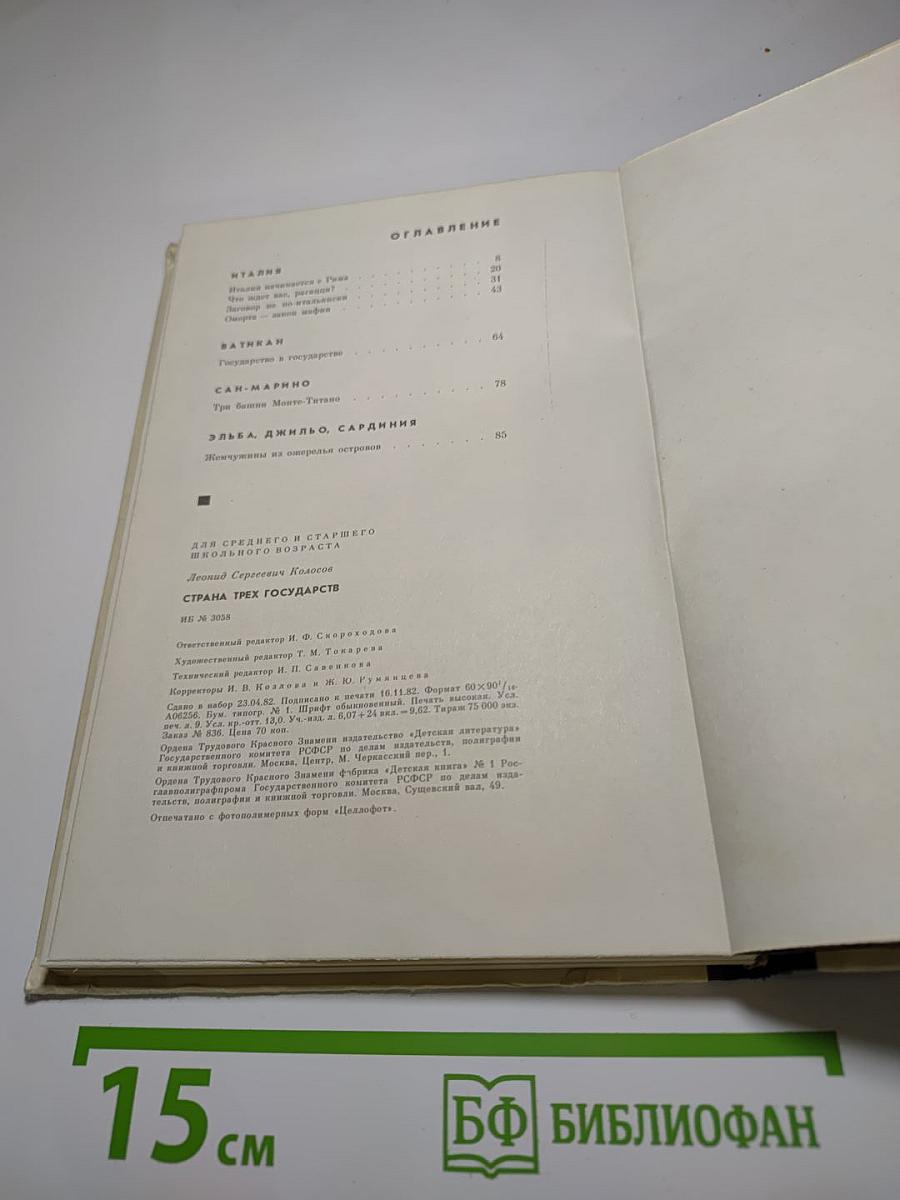 ОГЛАВЛЕНИЕ
ИТАЛИЯ
Италия начинается с Рима . . . . . . . . . . 8
Что ждет вас, рагацци? . . . . . . . . . . 20
Заговор не по-итальянски . . . . . . . . . . 31
Омерта — закон мафии . . . . . . . . . . 43
ВАТИКАН
Государство в государстве . . . . . . . . . . 64
САН-МАРИНО
Три башни Монте-Титано . . . . . . . . . . 78
ЭЛЬБА, ДЖИЛЬО, САРДИНИЯ
Жемчужины из ожерелья островов . . . . . . . 85
ДЛЯ СРЕДНЕГО И СТАРШЕГО
ШКОЛЬНОГО ВОЗРАСТА
Леонид Сергеевич Колосов
СТРАНА ТРЕХ ГОСУДАРСТВ
ИБ № 3058
Ответственный редактор И. Ф. Скороходова
Художественный редактор Т. М. Токарева
Технический редактор И. П. Савенкова
Корректоры И. В. Козлова и Ж. Ю. Румянцева
Сдано в набор 23.04.82. Подписано к печати 16.11.82. Формат 60×90¹/₁₆.
А06256. Бум. типогр. № 1. Шрифт обыкновенный. Печать высокая. Усл.
печ. л. 9. Усл. кр.-отт. 13,0. Уч.-изд. л. 6,07+24 вкл.=9,62. Тираж 75 000 экз.
Заказ № 836. Цена 70 коп.
Ордена Трудового Красного Знамени издательство «Детская литература»
Государственного комитета РСФСР по делам издательств, полиграфии
и книжной торговли. Москва, Центр, М. Черкасский пер., 1.
Ордена Трудового Красного Знамени фабрика «Детская книга» № 1 Рос-
главполиграфпрома Государственного комитета РСФСР по делам изда-
тельств, полиграфии и книжной торговли. Москва, Сущевский вал, 49.
Отпечатано с фотополимерных форм «Целлофот».
15 см
БФ БИБЛИОФАН